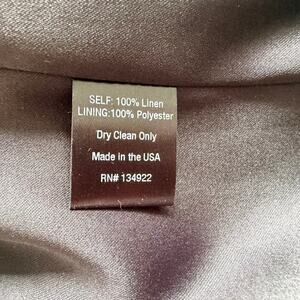 SELF: 100% Linen
LINING:100% Polyester
Dry Clean Only
Made in the USA
RN# 134922